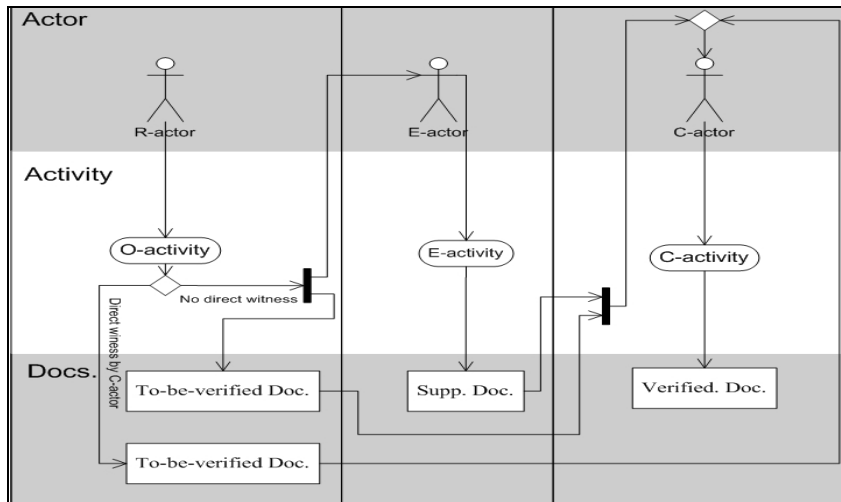 Actor
R-actor
E-actor
C-actor
Activity
O-activity
E-activity
C-activity
No direct witness
Direct winess by C-actor
Docs.
To-be-verified Doc.
Supp. Doc.
Verified. Doc.
To-be-verified Doc.